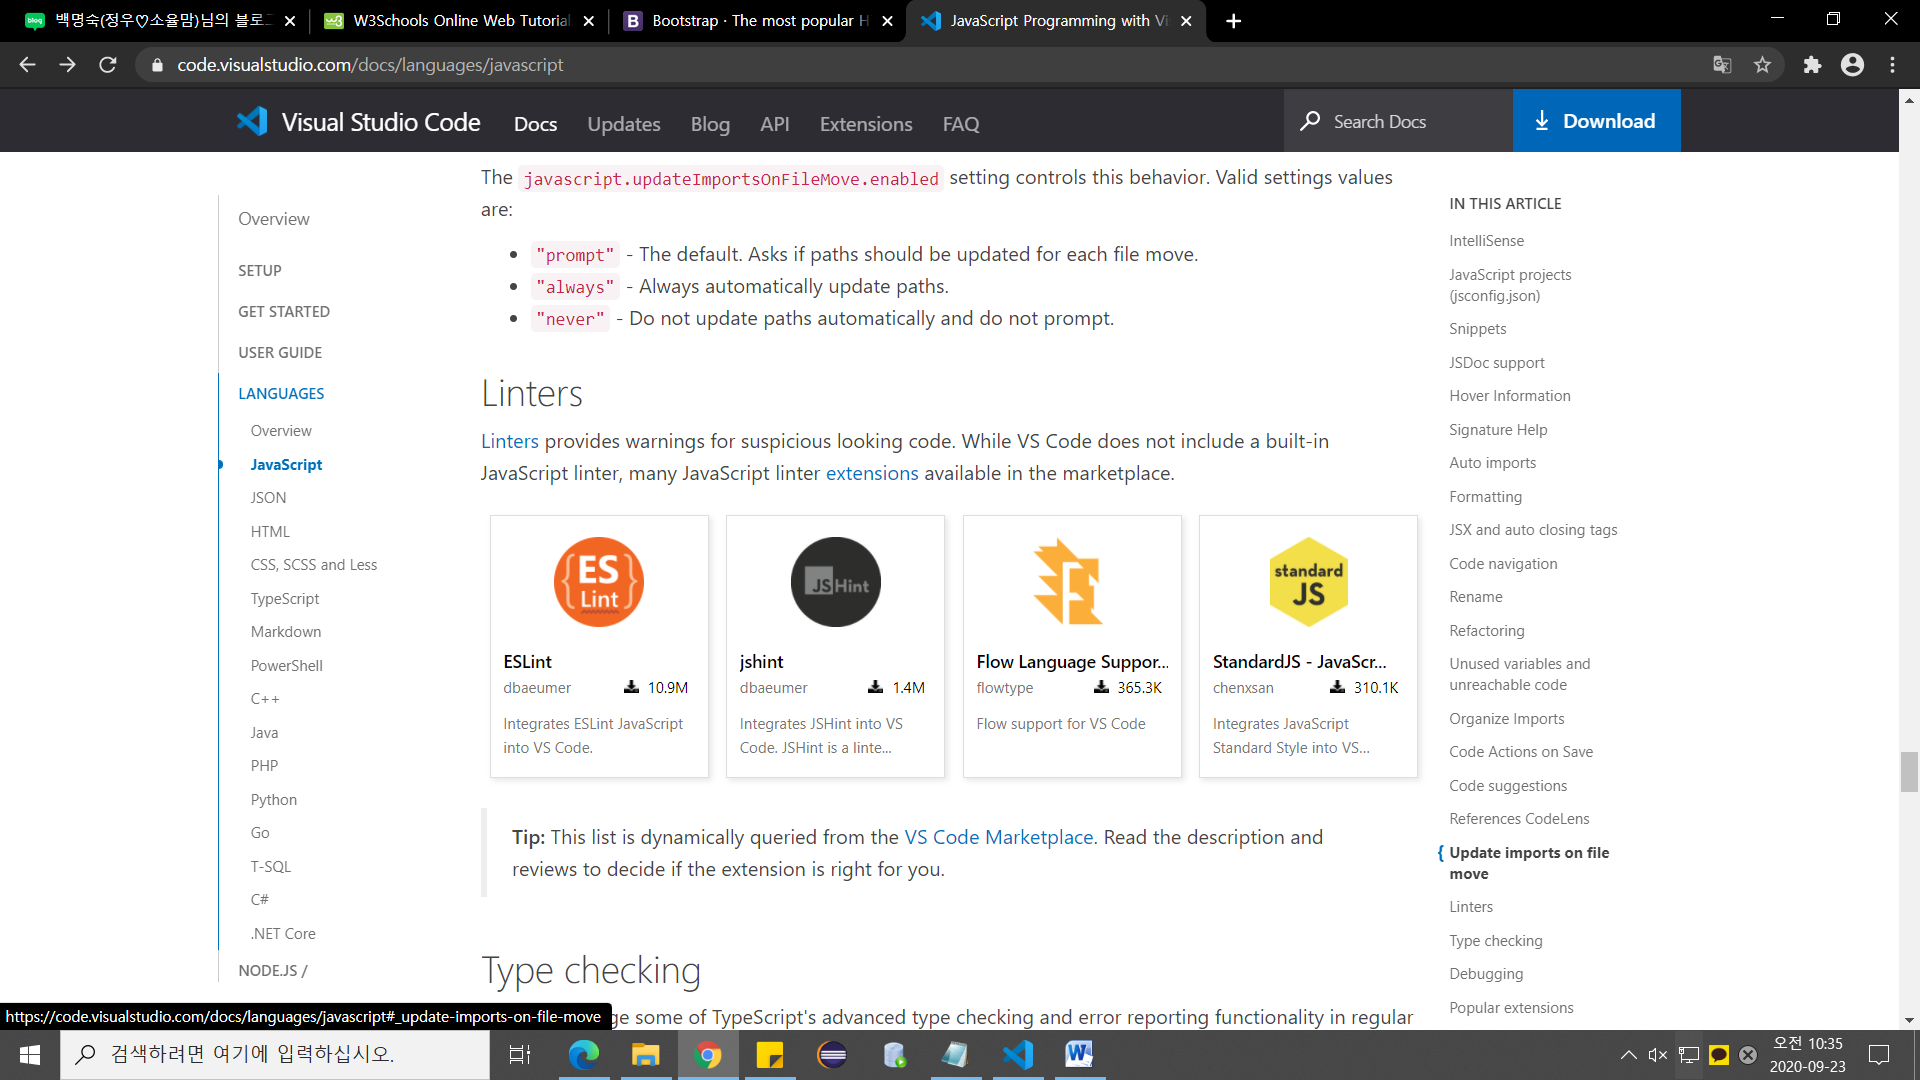 백명숙(정우♡소율맘)님의 블로그
W3Schools Online Web Tutorial
Bootstrap · The most popular H
JavaScript Programming with Vi
code.visualstudio.com/docs/languages/javascript
Visual Studio Code
Docs
Updates
Blog
API
Extensions
FAQ
Search Docs
Download
Overview
SETUP
GET STARTED
USER GUIDE
LANGUAGES
Overview
JavaScript
JSON
HTML
CSS, SCSS and Less
TypeScript
Markdown
PowerShell
C++
Java
PHP
Python
Go
T-SQL
C#
.NET Core
NODE.JS /
The javascript.updateImportsOnFileMove.enabled setting controls this behavior. Valid settings values
are:
• "prompt" - The default. Asks if paths should be updated for each file move.
• "always" - Always automatically update paths.
• "never" - Do not update paths automatically and do not prompt.
Linters
Linters provides warnings for suspicious looking code. While VS Code does not include a built-in
JavaScript linter, many JavaScript linter extensions available in the marketplace.
{ES}
Lint
ESLint
dbaeumer 10.9M
Integrates ESLint JavaScript
into VS Code.
JSHint
jshint
dbaeumer 1.4M
Integrates JSHint into VS
Code. JSHint is a linte...
Flow Language Suppor...
flowtype 365.3K
Flow support for VS Code
standard
JS
StandardJS - JavaScr...
chenxsan 310.1K
Integrates JavaScript
Standard Style into VS...
Tip: This list is dynamically queried from the VS Code Marketplace. Read the description and
reviews to decide if the extension is right for you.
Type checking
ge some of TypeScript's advanced type checking and error reporting functionality in regular
IN THIS ARTICLE
IntelliSense
JavaScript projects
(jsconfig.json)
Snippets
JSDoc support
Hover Information
Signature Help
Auto imports
Formatting
JSX and auto closing tags
Code navigation
Rename
Refactoring
Unused variables and
unreachable code
Organize Imports
Code Actions on Save
Code suggestions
References CodeLens
{ Update imports on file
move
Linters
Type checking
Debugging
Popular extensions
https://code.visualstudio.com/docs/languages/javascript#_update-imports-on-file-move
검색하려면 여기에 입력하십시오.
오전 10:35
2020-09-23